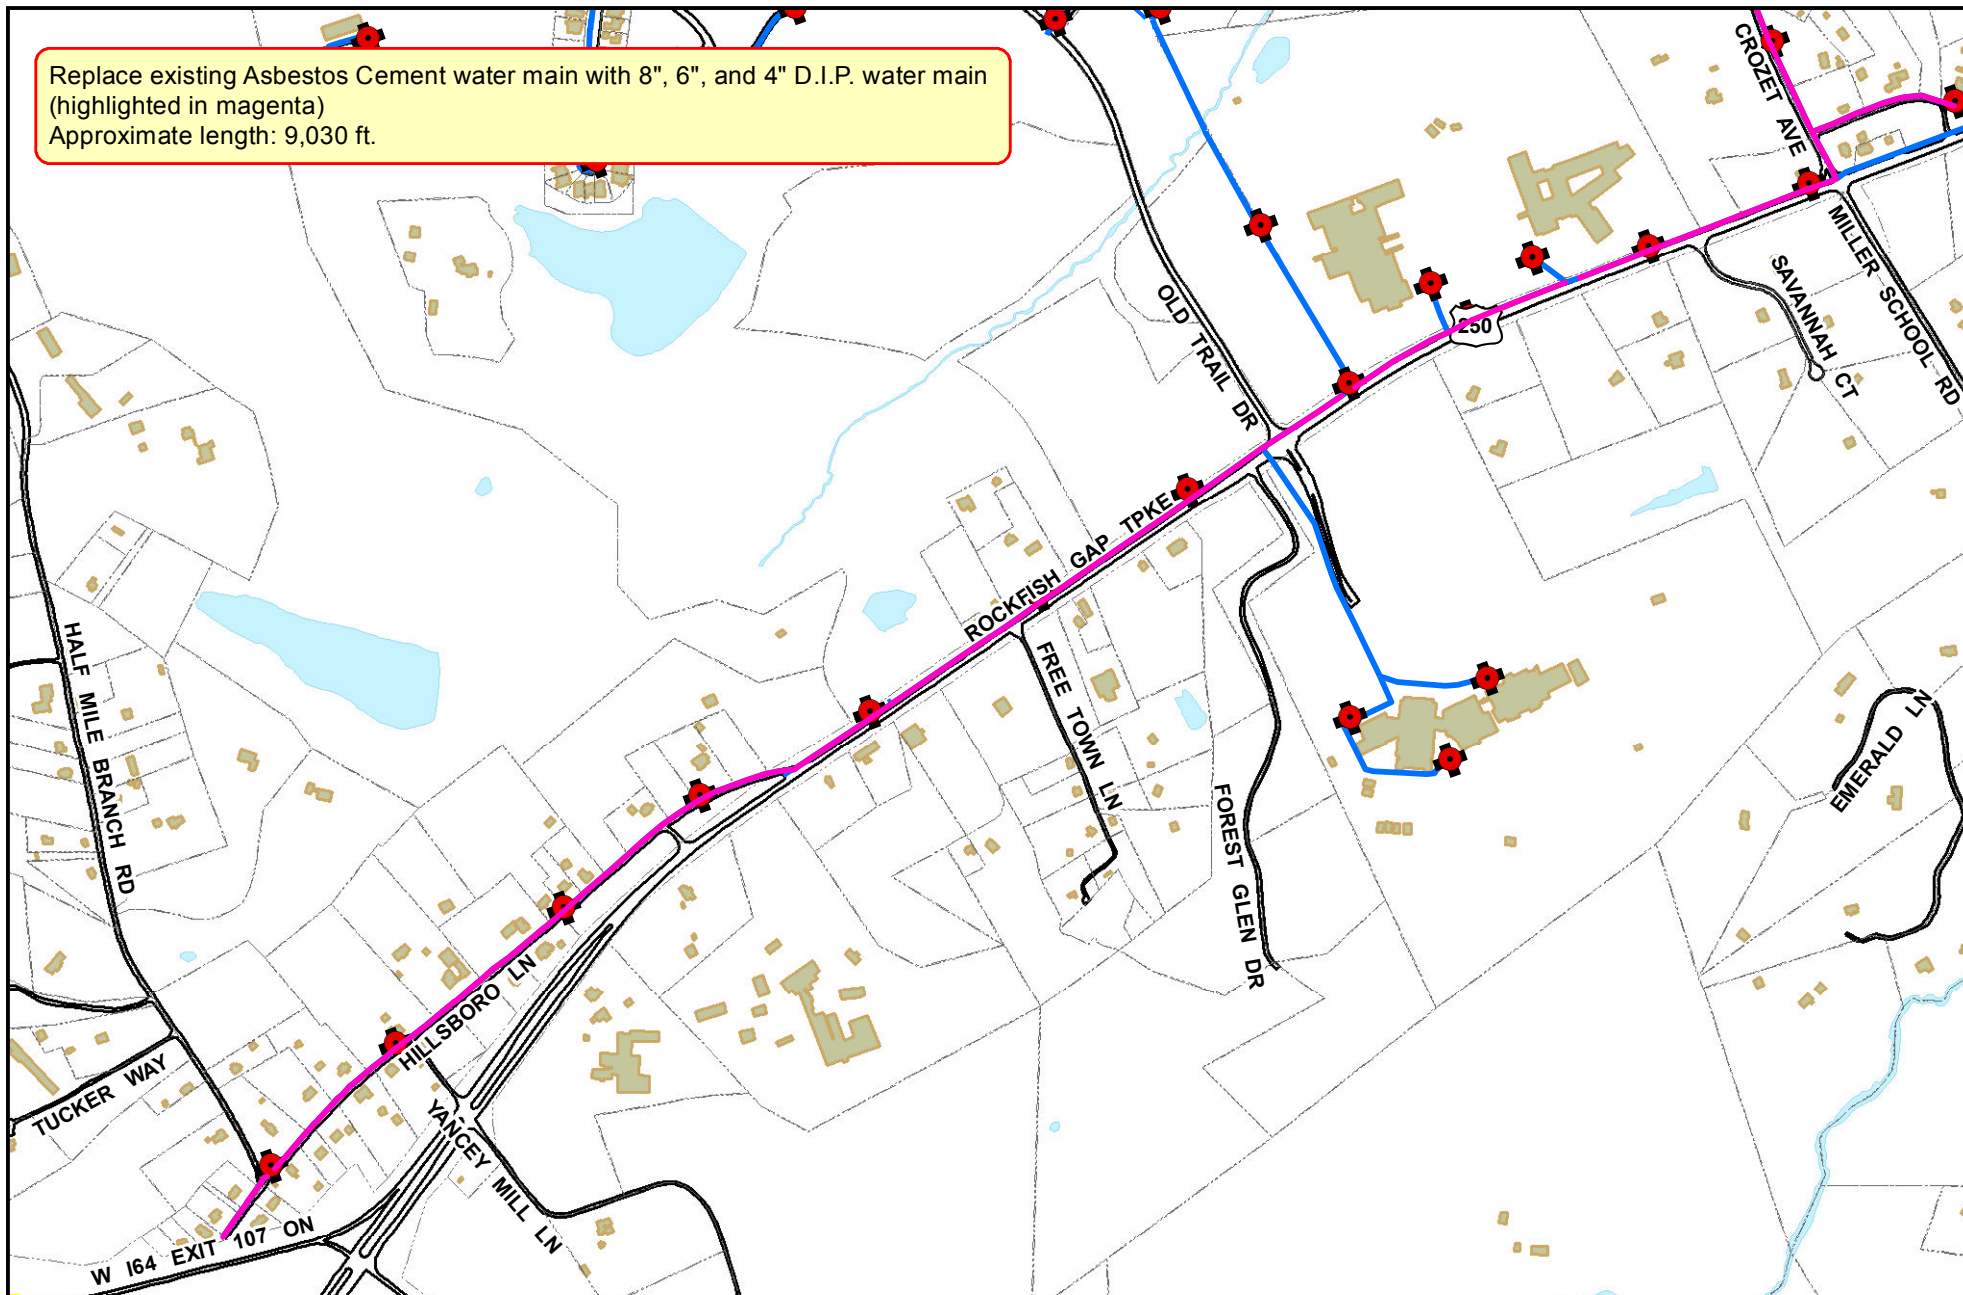 Replace existing Asbestos Cement water main with 8", 6", and 4" D.I.P. water main
(highlighted in magenta)
Approximate length: 9,030 ft.
CROZET AVE
MILLER SCHOOL RD
SAVANNAH CT
OLD TRAIL DR
250
ROCKFISH GAP TPKE
FREE TOWN LN
FOREST GLEN DR
EMERALD LN
HALF MILE BRANCH RD
HILLSBORO LN
TUCKER WAY
YANCEY MILL LN
W I64 EXIT 107 ON